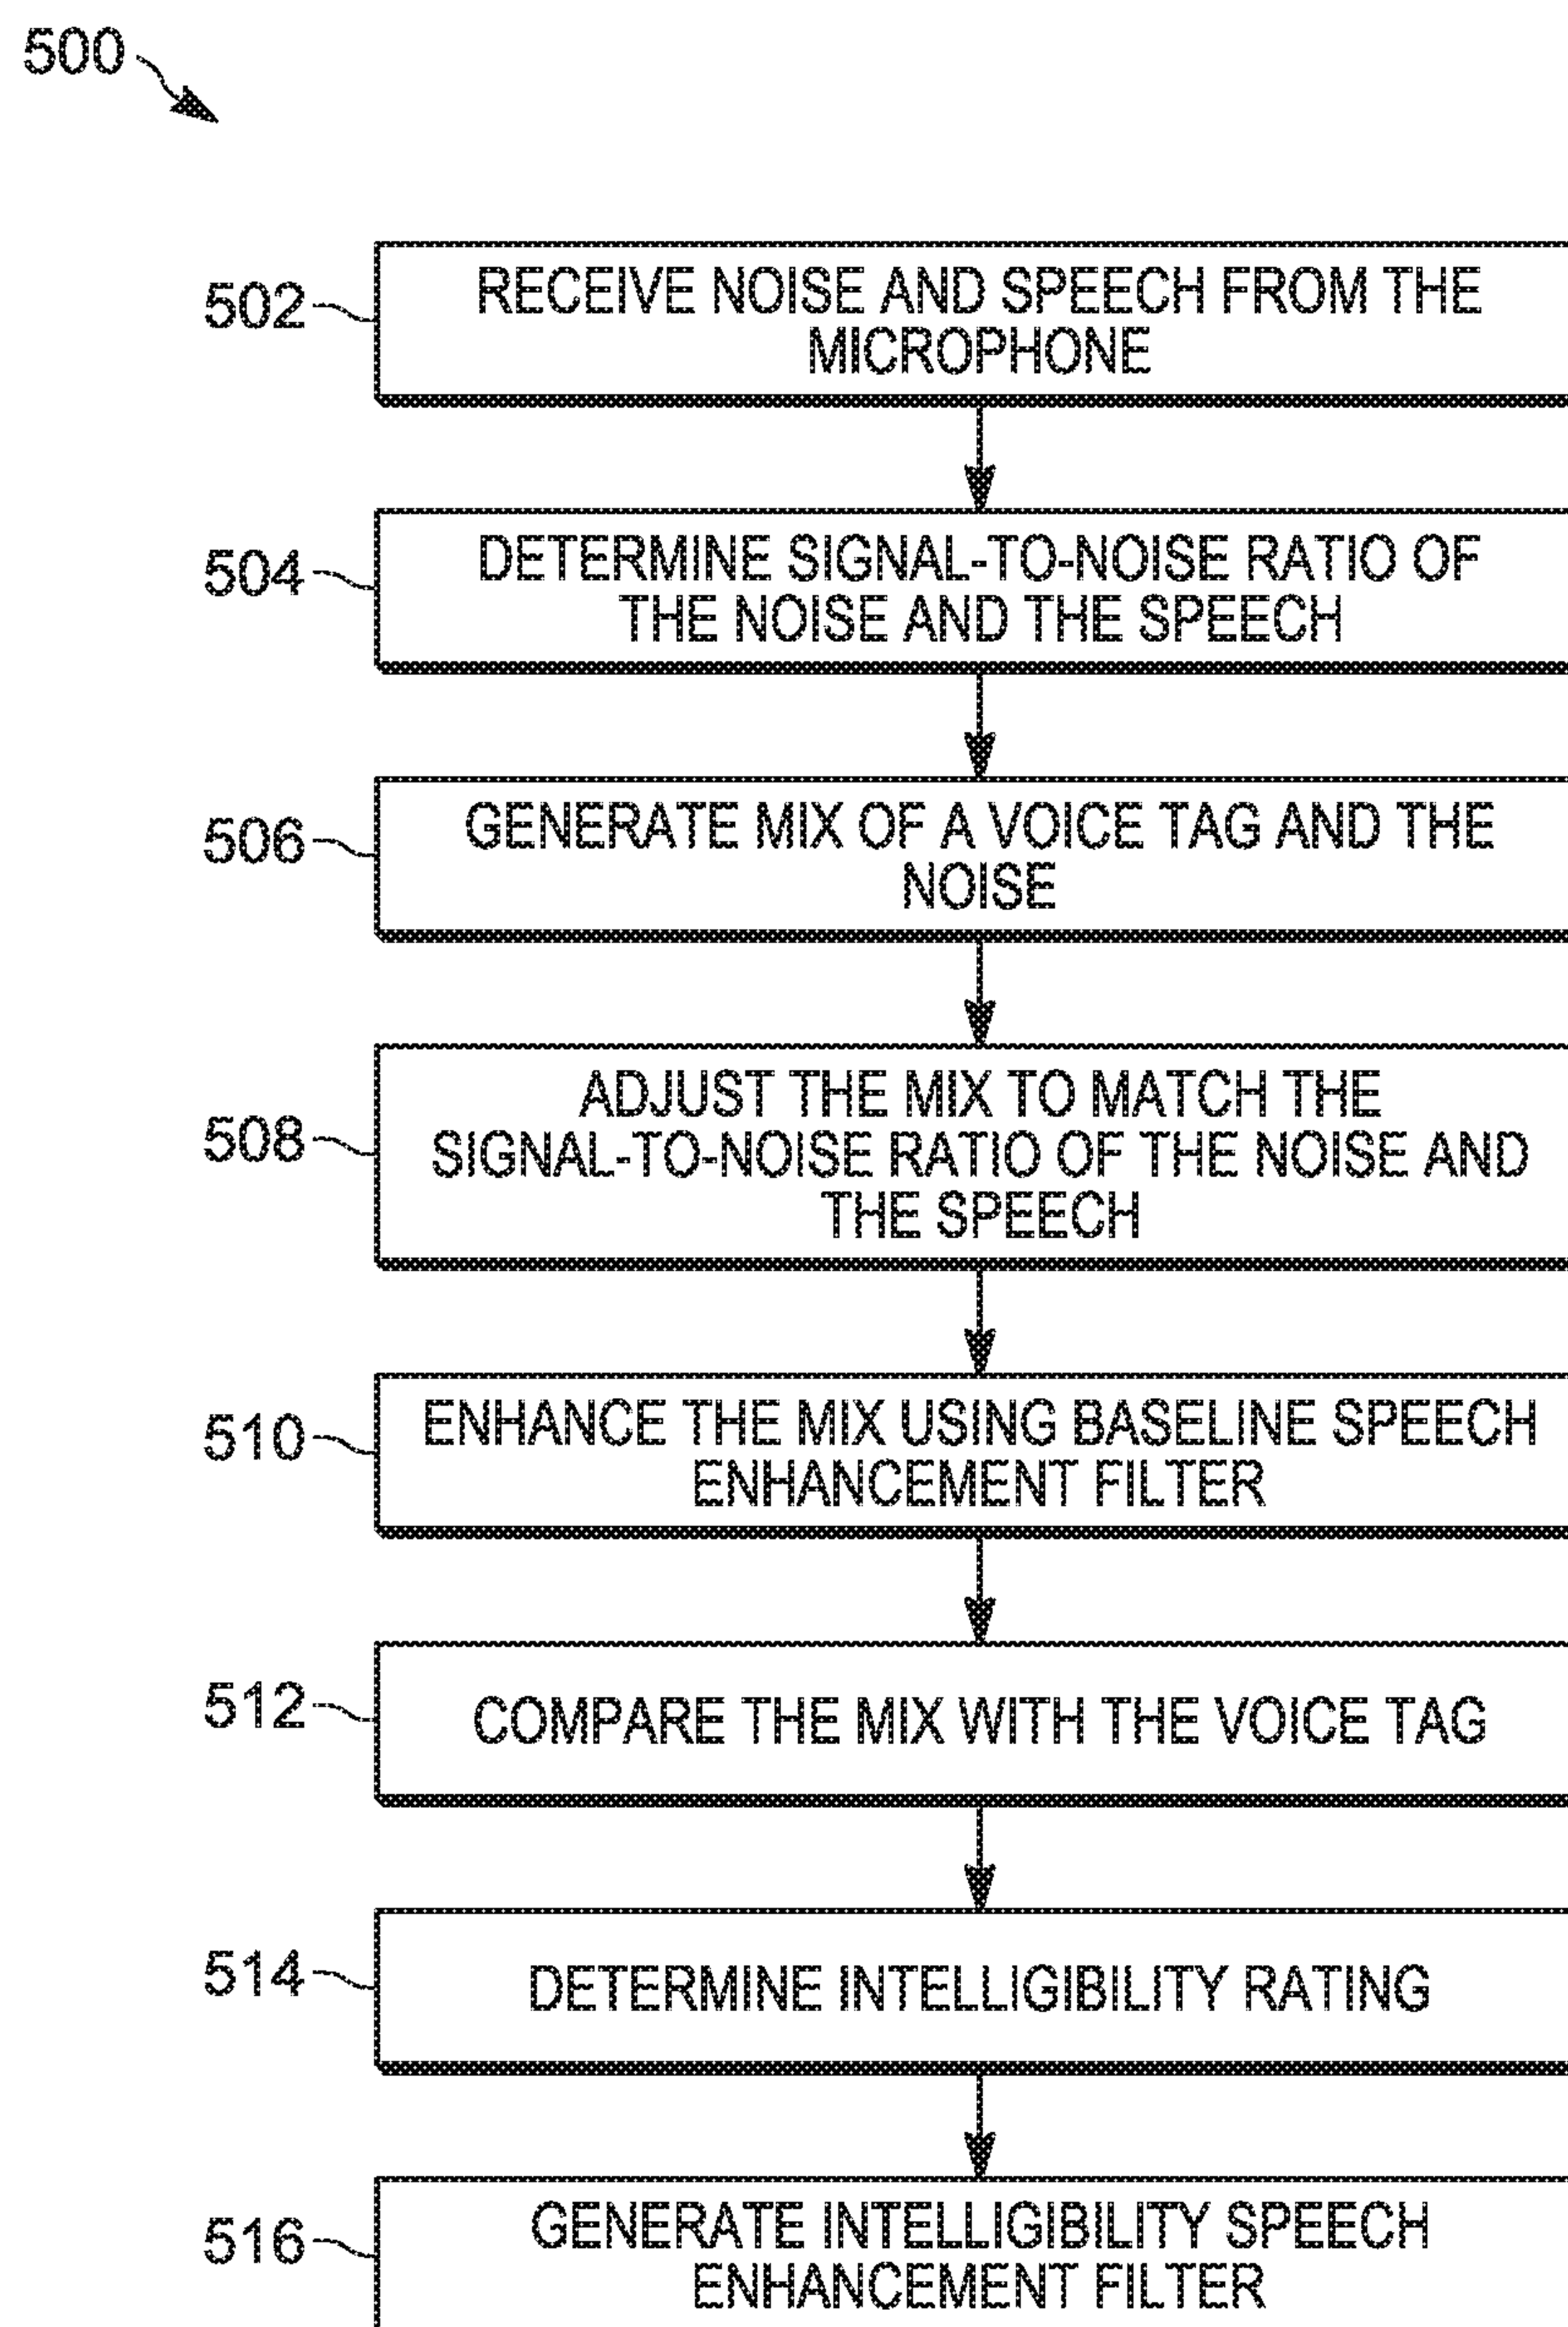 500
502
RECEIVE NOISE AND SPEECH FROM THE
MICROPHONE
504
DETERMINE SIGNAL-TO-NOISE RATIO OF
THE NOISE AND THE SPEECH
506
GENERATE MIX OF A VOICE TAG AND THE
NOISE
508
ADJUST THE MIX TO MATCH THE
SIGNAL-TO-NOISE RATIO OF THE NOISE AND
THE SPEECH
510
ENHANCE THE MIX USING BASELINE SPEECH
ENHANCEMENT FILTER
512
COMPARE THE MIX WITH THE VOICE TAG
514
DETERMINE INTELLIGIBILITY RATING
516
GENERATE INTELLIGIBILITY SPEECH
ENHANCEMENT FILTER